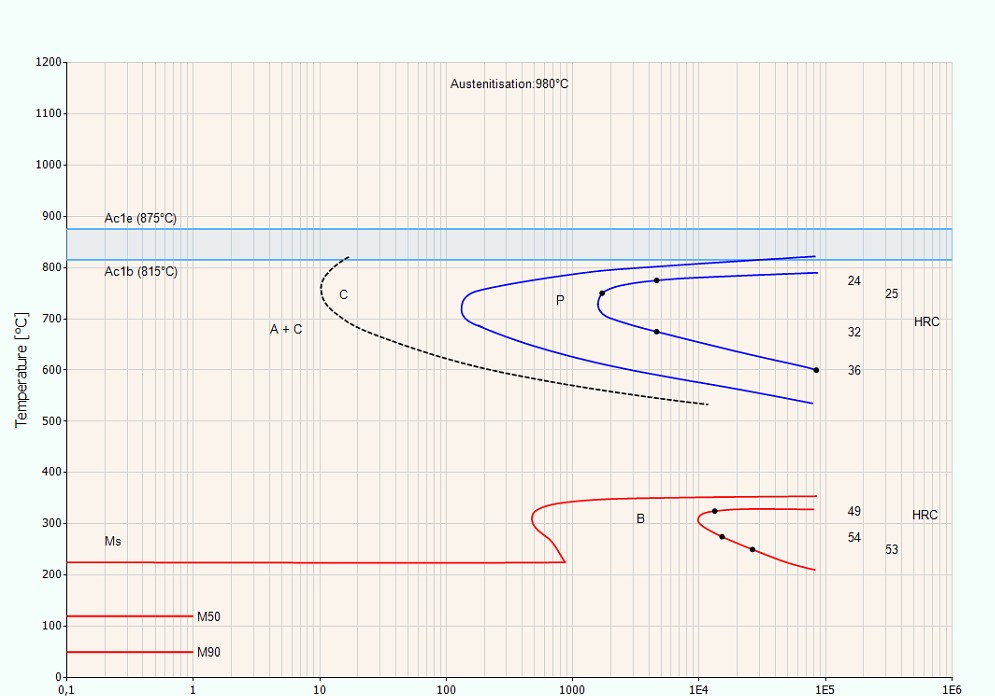 1200
Austenitisation:980°C
1100
1000
900
Ac1e (875°C)
Ac1b (815°C)
800
24
25
C
P
700
HRC
A + C
32
600
36
Temperature [°C]
500
400
49
HRC
B
300
54
Ms
53
200
M50
100
M90
0
0,1 1 10 100 1000 1E4 1E5 1E6